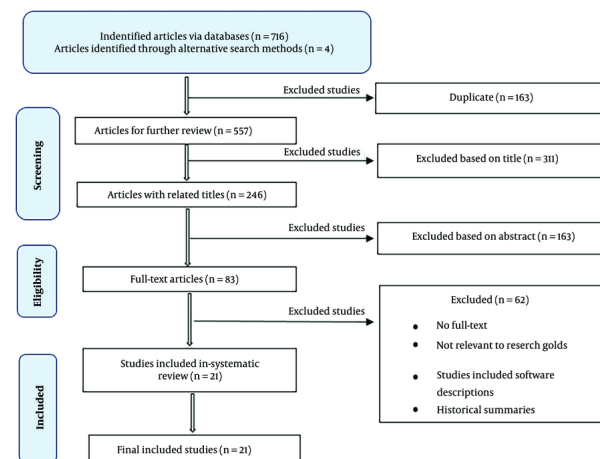 Indentified articles via databases (n = 716)
Articles identified through alternative search methods (n = 4)
Excluded studies
Duplicate (n = 163)
Screening
Articles for further review (n = 557)
Excluded studies
Excluded based on title (n = 311)
Articles with related titles (n = 246)
Excluded studies
Excluded based on abstract (n = 163)
Eligibility
Full-text articles (n = 83)
Excluded studies
Excluded (n = 62)
• No full-text
• Not relevant to reserch golds
• Studies included software
descriptions
• Historical summaries
Included
Studies included in-systematic
review (n = 21)
Final included studies (n = 21)